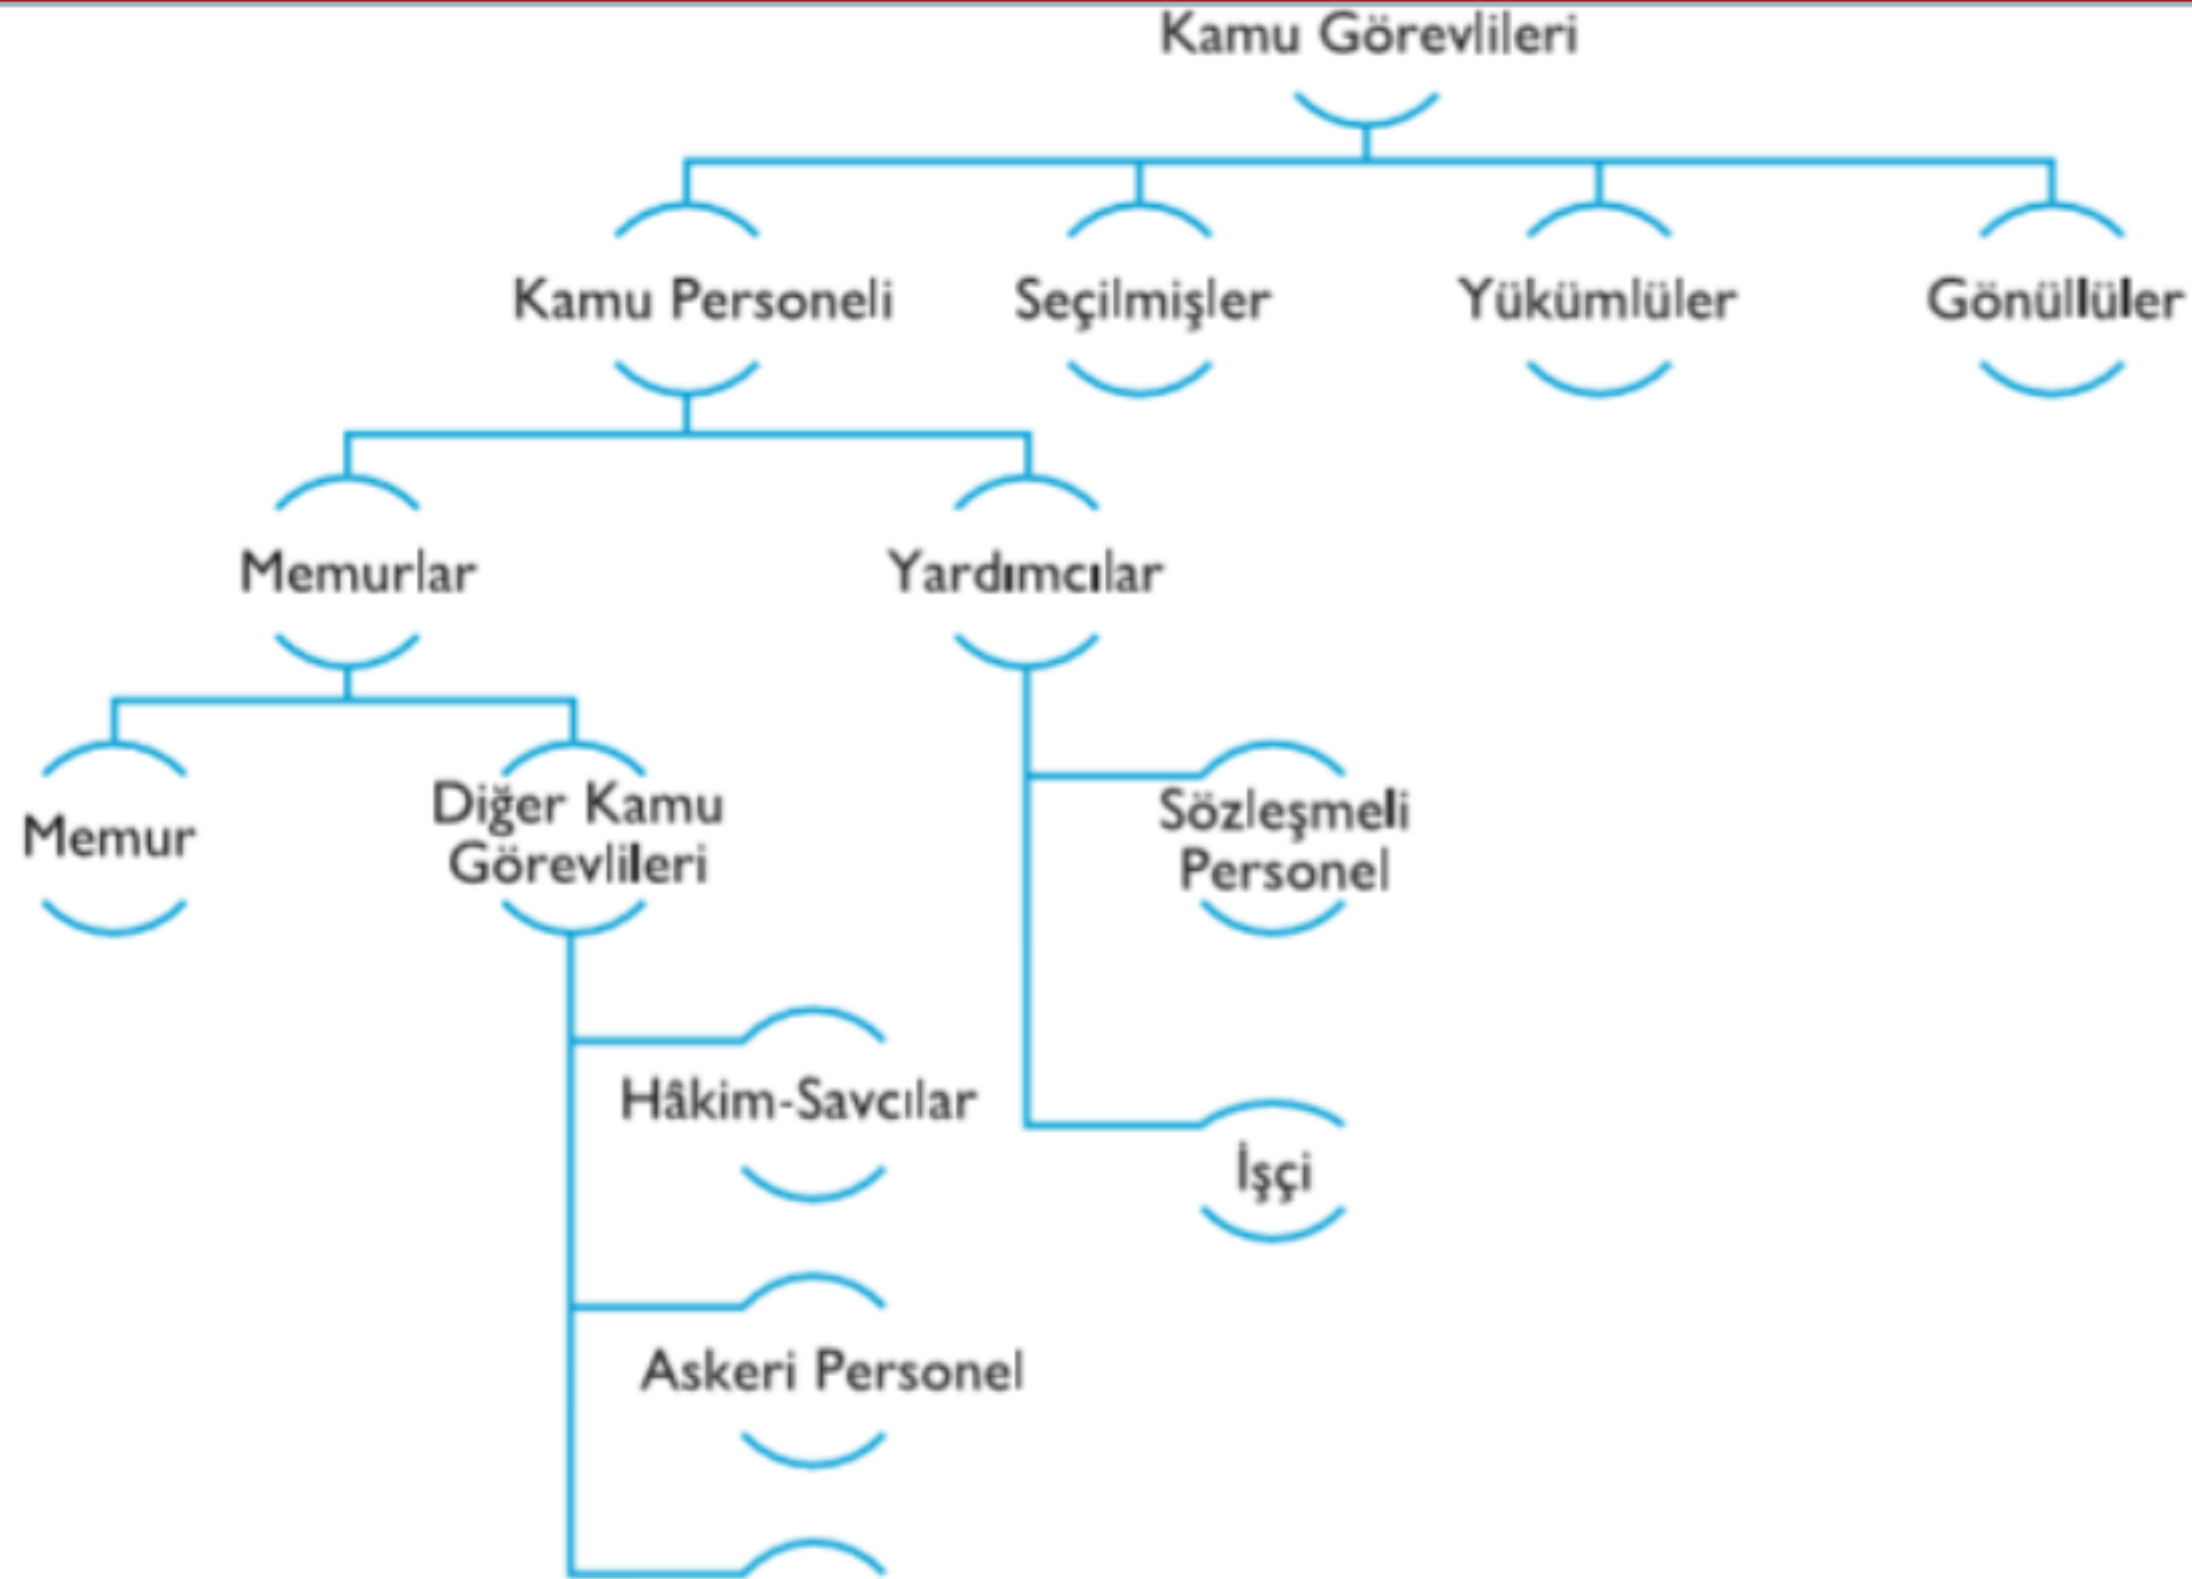 Kamu Görevlileri
Kamu Personeli
Seçilmişler
Yükümlüler
Gönüllüler
Memurlar
Yardımcılar
Memur
Diğer Kamu
Görevlileri
Sözleşmeli
Personel
Hâkim-Savcılar
İşçi
Askeri Personel